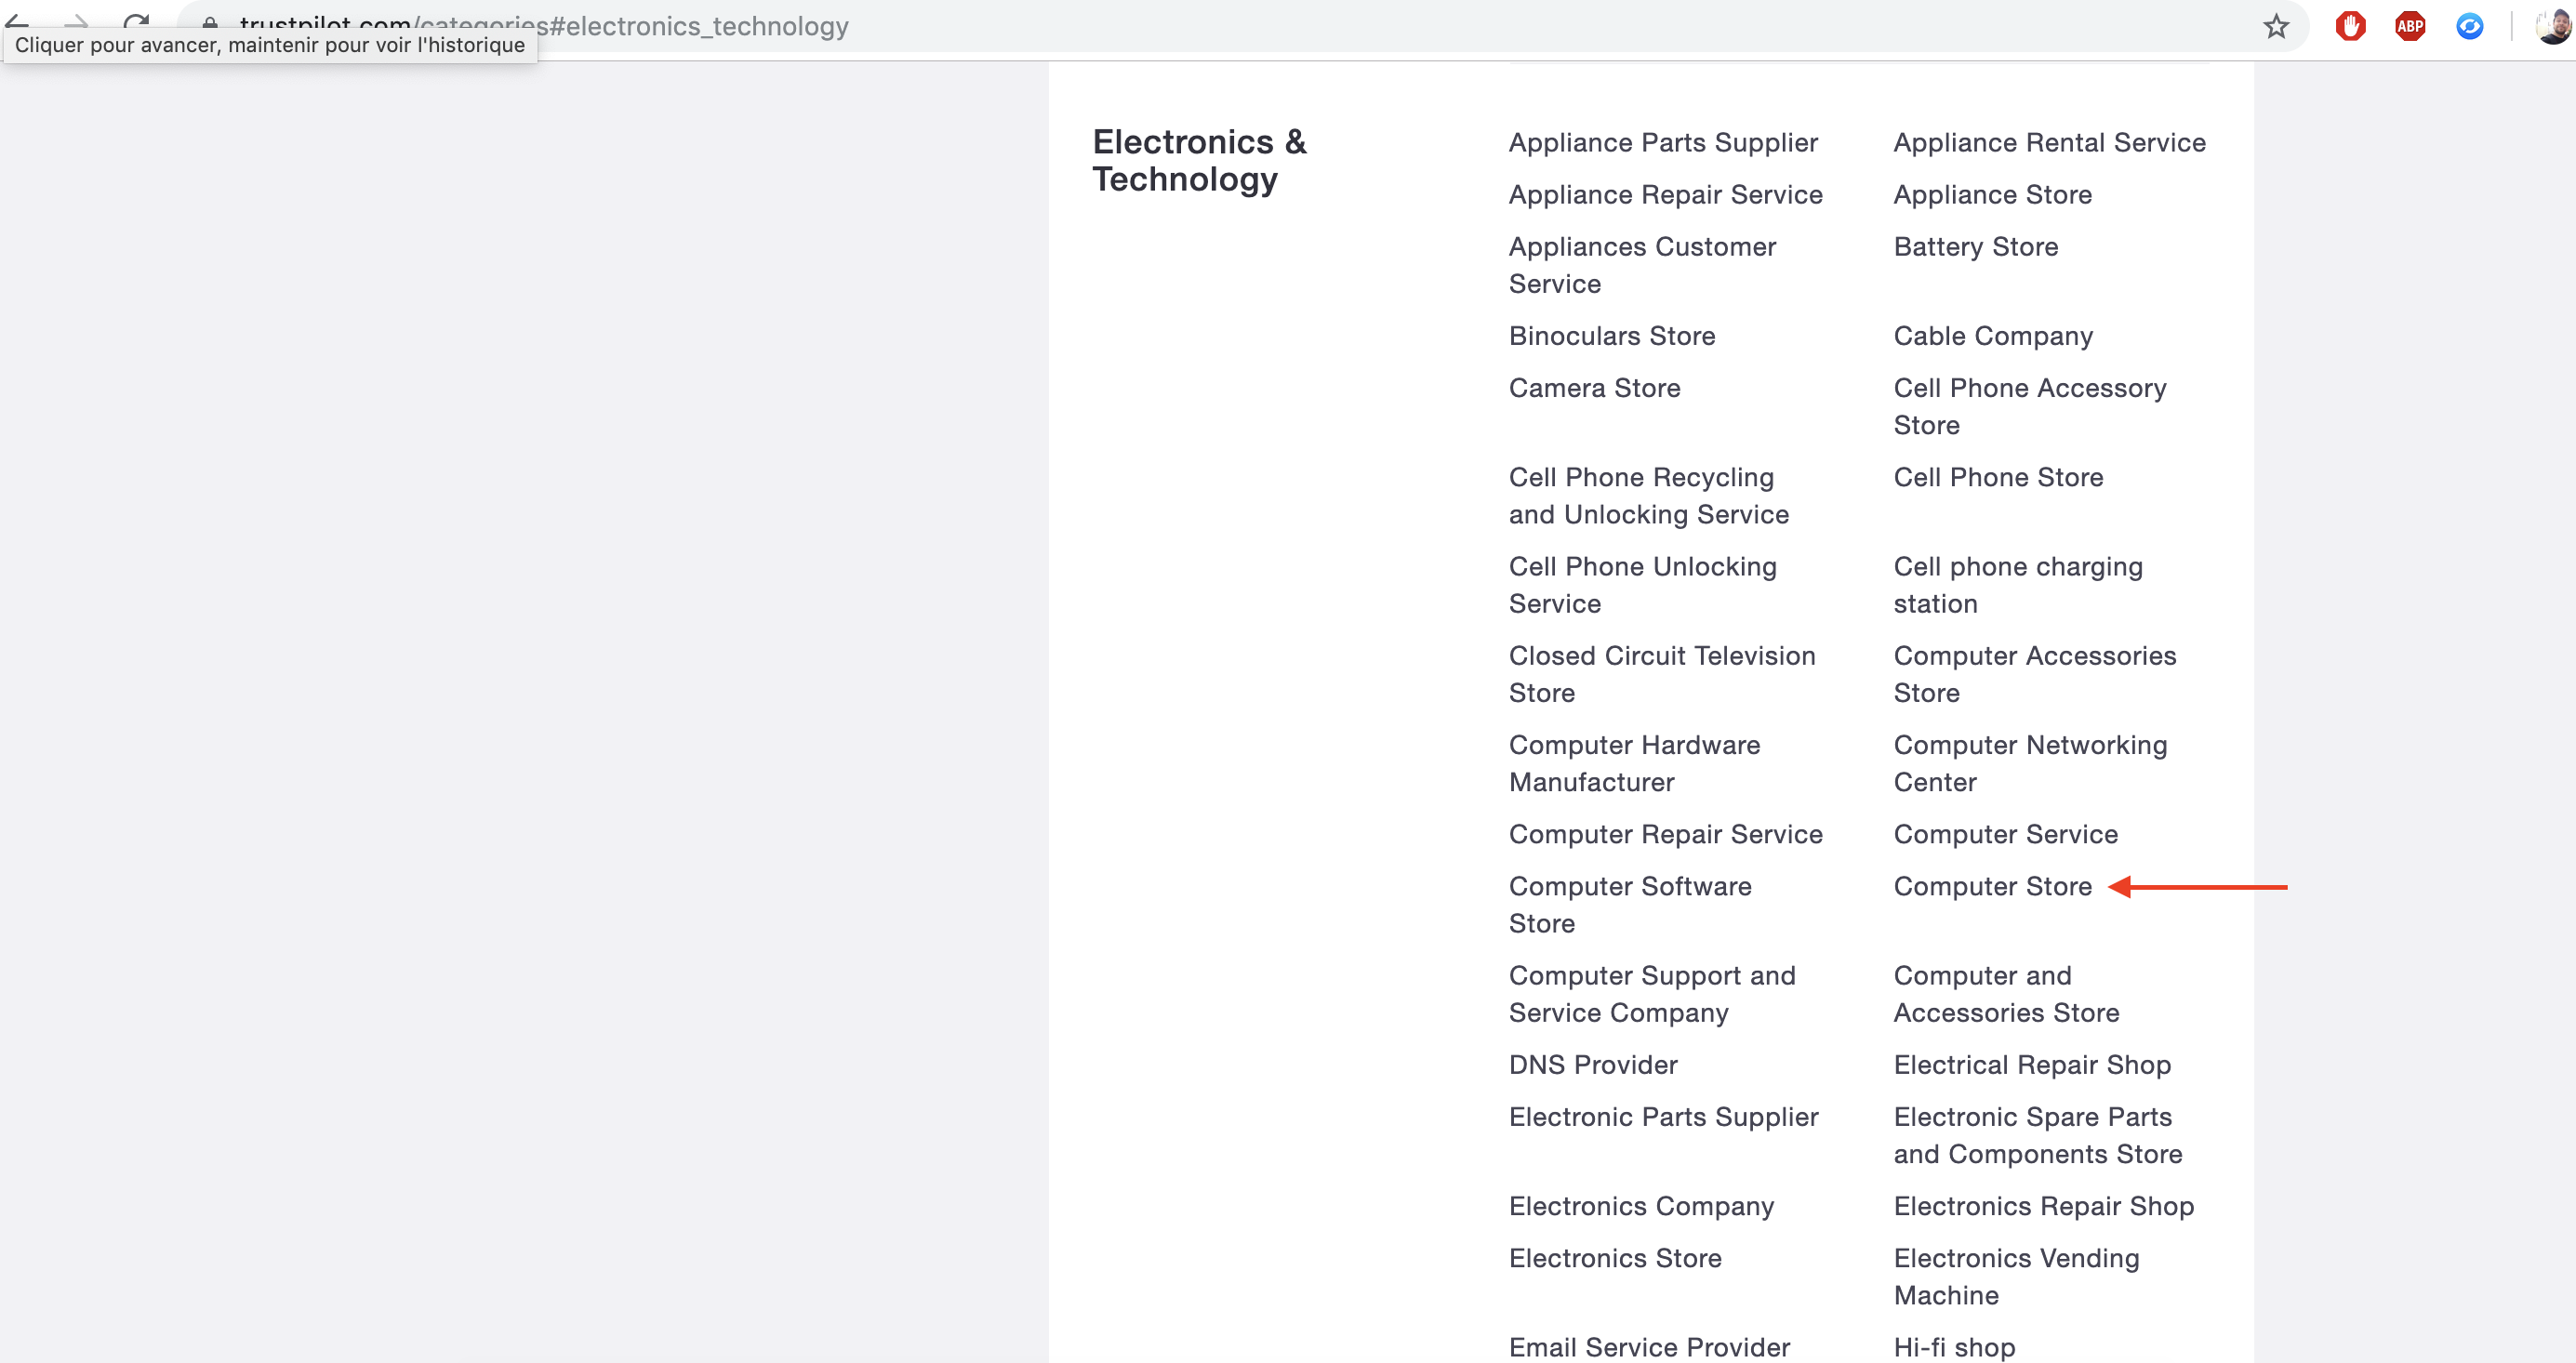 trustpilot.com/categories#electronics_technology
Cliquer pour avancer, maintenir pour voir l'historique
ABP
Electronics &
Technology
Appliance Parts Supplier
Appliance Rental Service
Appliance Repair Service
Appliance Store
Appliances Customer
Service
Battery Store
Binoculars Store
Cable Company
Camera Store
Cell Phone Accessory
Store
Cell Phone Recycling
and Unlocking Service
Cell Phone Store
Cell Phone Unlocking
Service
Cell phone charging
station
Closed Circuit Television
Store
Computer Accessories
Store
Computer Hardware
Manufacturer
Computer Networking
Center
Computer Repair Service
Computer Service
Computer Software
Store
Computer Store
Computer Support and
Service Company
Computer and
Accessories Store
DNS Provider
Electrical Repair Shop
Electronic Parts Supplier
Electronic Spare Parts
and Components Store
Electronics Company
Electronics Repair Shop
Electronics Store
Electronics Vending
Machine
Email Service Provider
Hi-fi shop